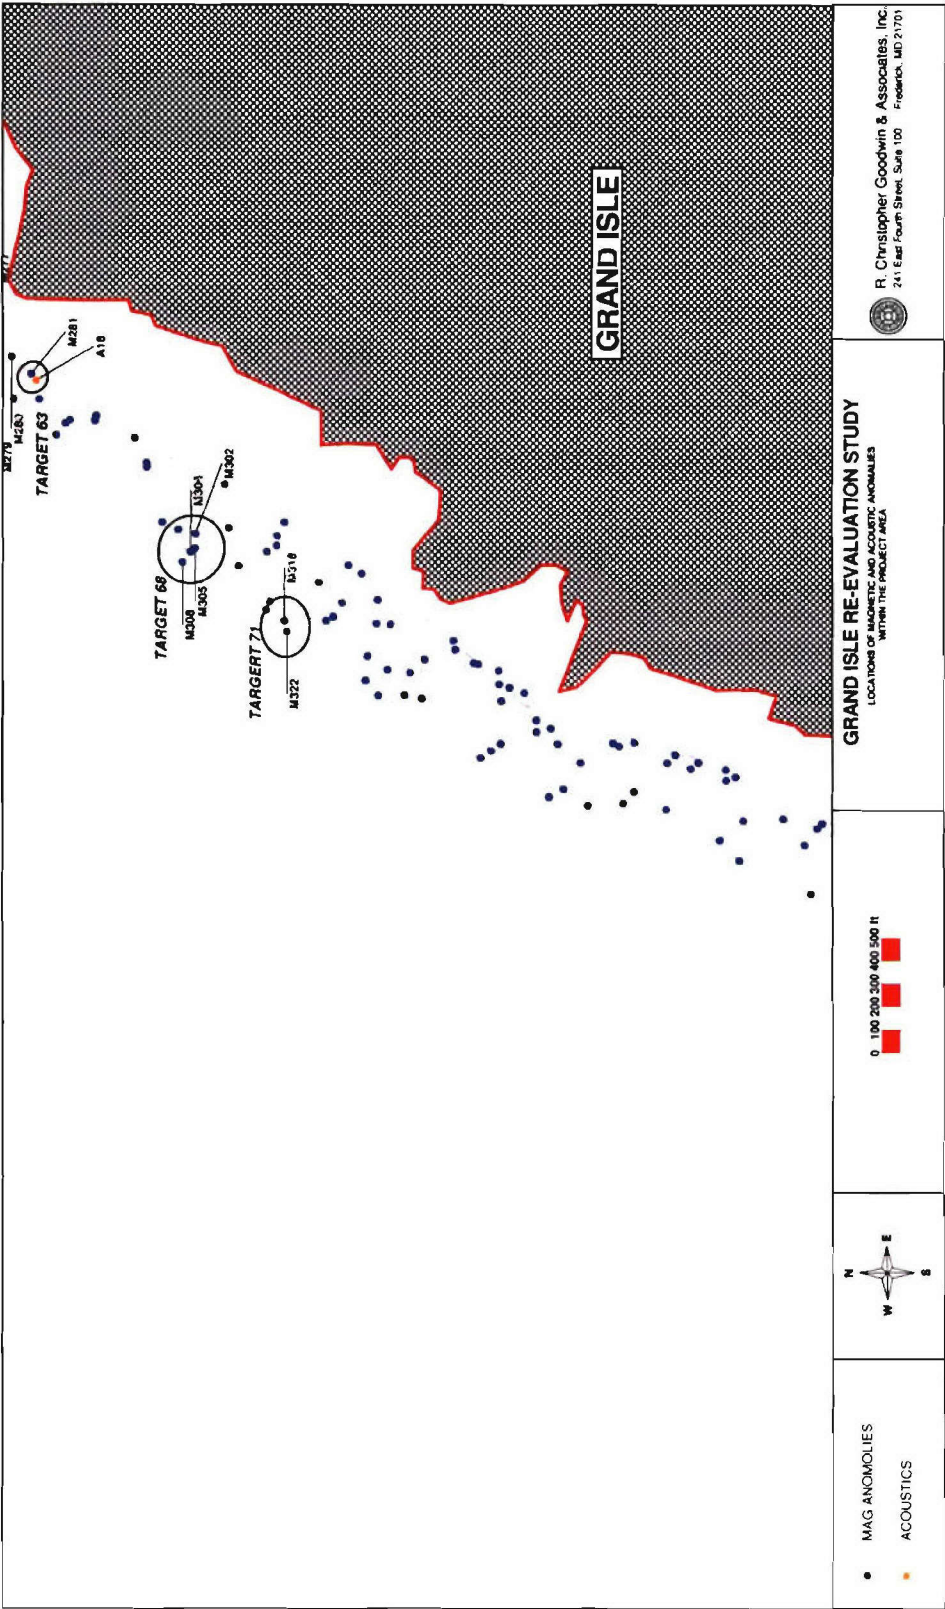 M279
M280
TARGET 63
M281
A18
TARGET 68
M304
M302
M308
M305
TARGERT 71
M318
M322
GRAND ISLE
MAG ANOMOLIES
ACOUSTICS
N
W E
S
0 100 200 300 400 500 ft
GRAND ISLE RE-EVALUATION STUDY
LOCATIONS OF MAGNETIC AND ACOUSTIC ANOMALIES
WITHIN THE PROJECT AREA
R. Christopher Goodwin & Associates, Inc.
241 East Fourth Street, Suite 100 Frederick, MD 21701